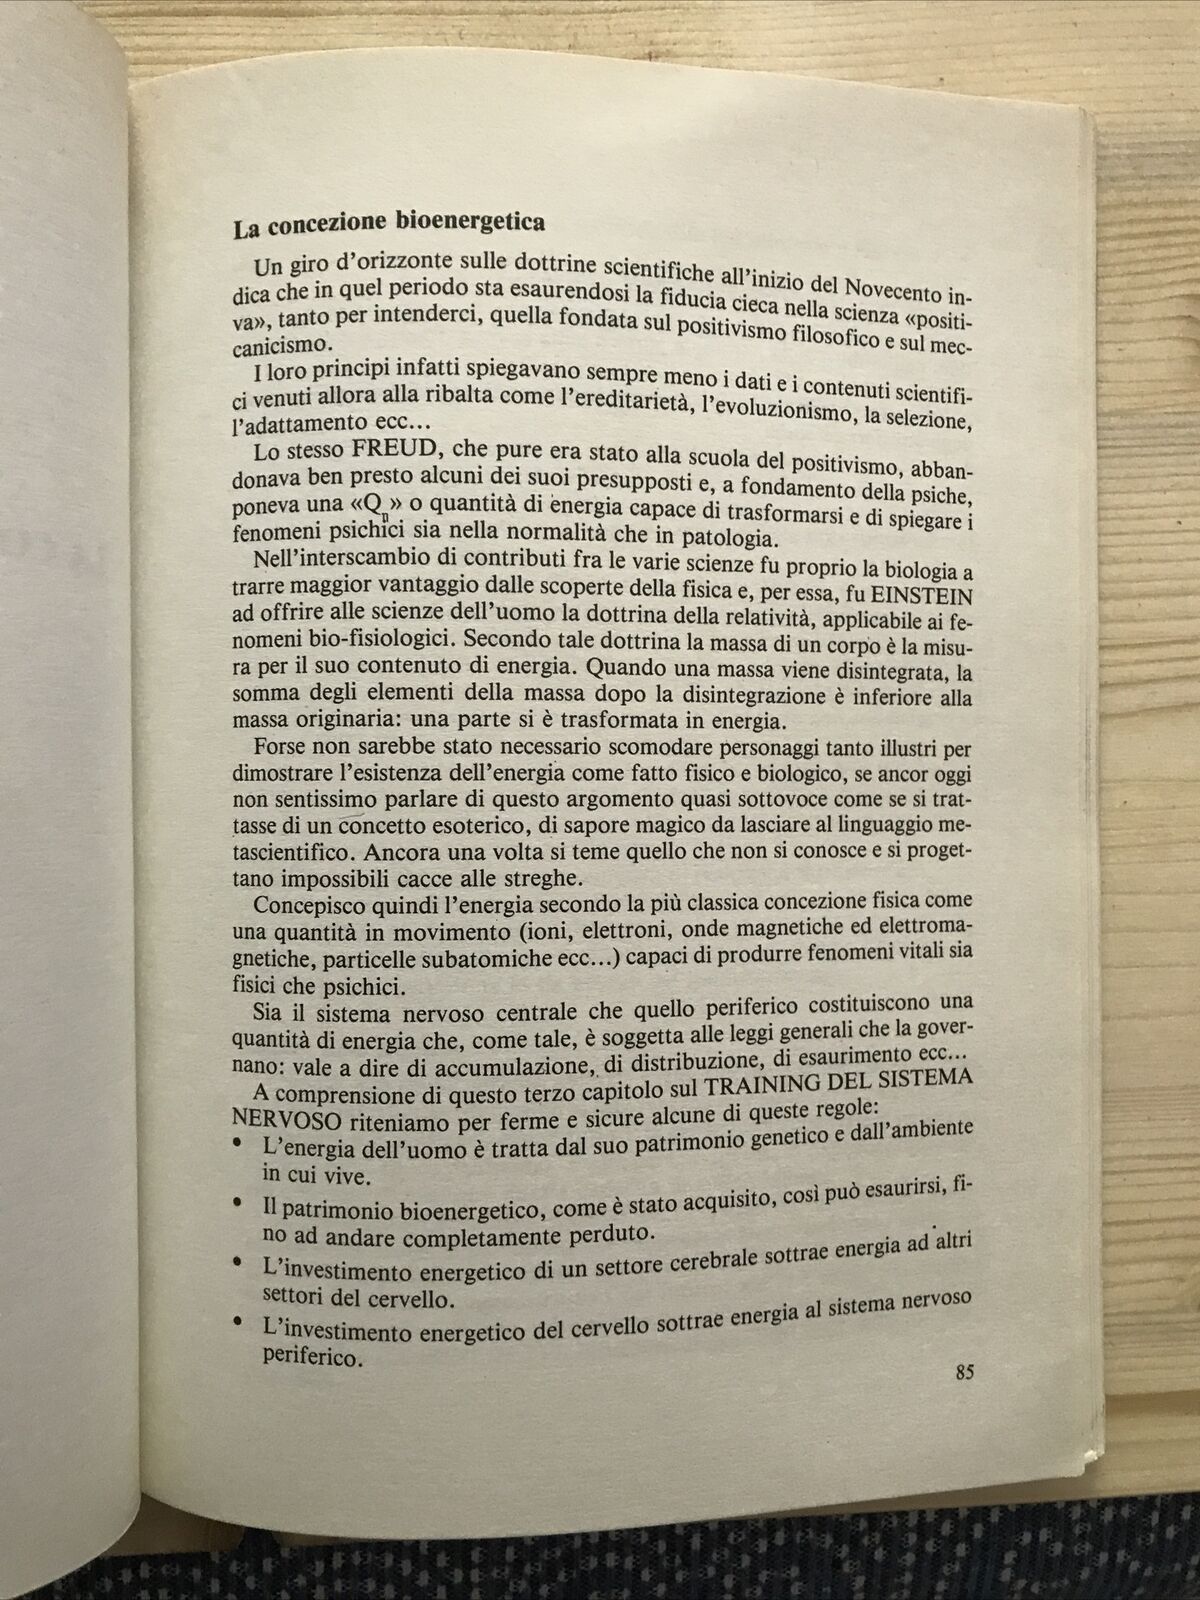 La concezione bioenergetica
Un giro d'orizzonte sulle dottrine scientifiche all'inizio del Novecento in-
dica che in quel periodo sta esaurendosi la fiducia cieca nella scienza «positi-
va», tanto per intenderci, quella fondata sul positivismo filosofico e sul mec-
canicismo.
I loro principi infatti spiegavano sempre meno i dati e i contenuti scientifi-
ci venuti allora alla ribalta come l'ereditarietà, l'evoluzionismo, la selezione,
l'adattamento ecc...
Lo stesso FREUD, che pure era stato alla scuola del positivismo, abban-
donava ben presto alcuni dei suoi presupposti e, a fondamento della psiche,
poneva una «Qη» o quantità di energia capace di trasformarsi e di spiegare i
fenomeni psichici sia nella normalità che in patologia.
Nell'interscambio di contributi fra le varie scienze fu proprio la biologia a
trarre maggior vantaggio dalle scoperte della fisica e, per essa, fu EINSTEIN
ad offrire alle scienze dell'uomo la dottrina della relatività, applicabile ai fe-
nomeni bio-fisiologici. Secondo tale dottrina la massa di un corpo è la misu-
ra per il suo contenuto di energia. Quando una massa viene disintegrata, la
somma degli elementi della massa dopo la disintegrazione è inferiore alla
massa originaria: una parte si è trasformata in energia.
Forse non sarebbe stato necessario scomodare personaggi tanto illustri per
dimostrare l'esistenza dell'energia come fatto fisico e biologico, se ancor oggi
non sentissimo parlare di questo argomento quasi sottovoce come se si trat-
tasse di un concetto esoterico, di sapore magico da lasciare al linguaggio me-
tascientifico. Ancora una volta si teme quello che non si conosce e si proget-
tano impossibili cacce alle streghe.
Concepisco quindi l'energia secondo la più classica concezione fisica come
una quantità in movimento (ioni, elettroni, onde magnetiche ed elettroma-
gnetiche, particelle subatomiche ecc...) capaci di produrre fenomeni vitali sia
fisici che psichici.
Sia il sistema nervoso centrale che quello periferico costituiscono una
quantità di energia che, come tale, è soggetta alle leggi generali che la gover-
nano: vale a dire di accumulazione, di distribuzione, di esaurimento ecc...
A comprensione di questo terzo capitolo sul TRAINING DEL SISTEMA
NERVOSO riteniamo per ferme e sicure alcune di queste regole:
• L'energia dell'uomo è tratta dal suo patrimonio genetico e dall'ambiente
in cui vive.
• Il patrimonio bioenergetico, come è stato acquisito, così può esaurirsi, fi-
no ad andare completamente perduto.
• L'investimento energetico di un settore cerebrale sottrae energia ad altri
settori del cervello.
• L'investimento energetico del cervello sottrae energia al sistema nervoso
periferico.
85